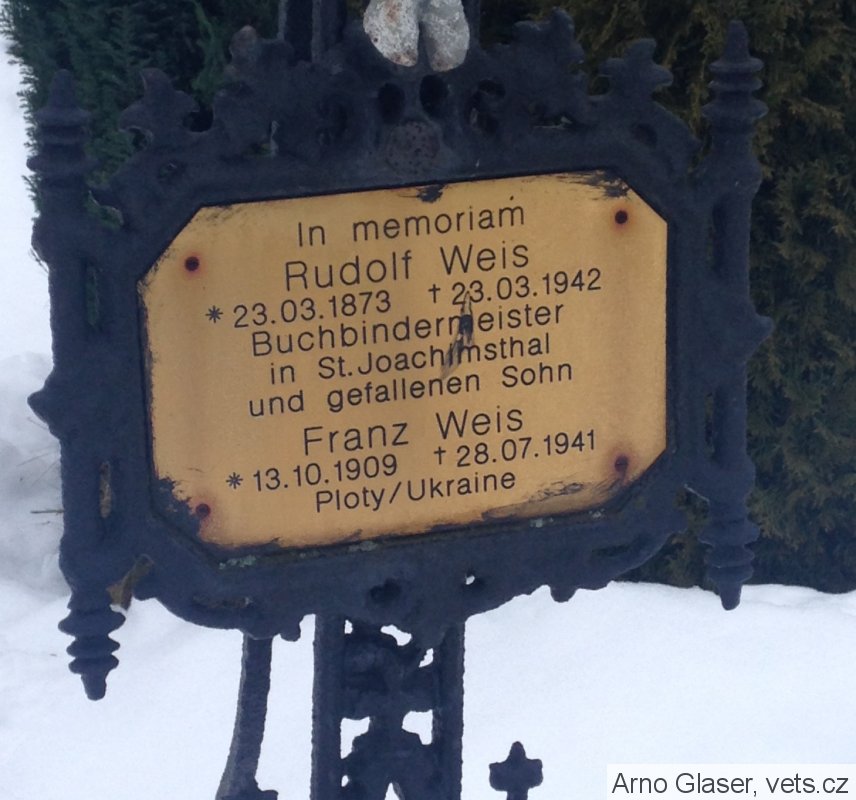 In memoriam
Rudolf Weis
* 23.03.1873 † 23.03.1942
Buchbindermeister
in St.Joachimsthal
und gefallenen Sohn
Franz Weis
* 13.10.1909 † 28.07.1941
Ploty/Ukraine
Arno Glaser, vets.cz